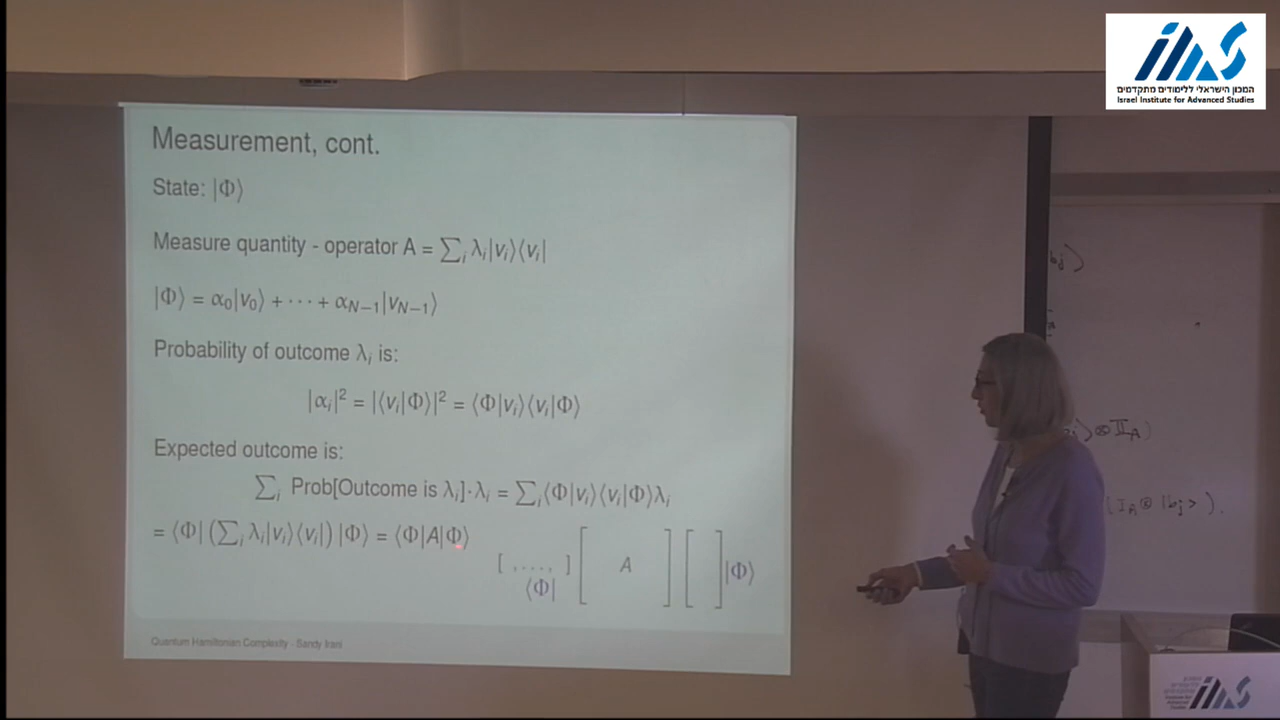 המכון הישראלי ללימודים מתקדמים
Israel Institute for Advanced Studies
Measurement, cont.
State: |Φ⟩
Measure quantity - operator A = ∑ᵢ λᵢ|vᵢ⟩⟨vᵢ|
|Φ⟩ = α₀|v₀⟩ + ··· + α_{N−1}|v_{N−1}⟩
Probability of outcome λᵢ is:
|αᵢ|² = |⟨vᵢ|Φ⟩|² = ⟨Φ|vᵢ⟩⟨vᵢ|Φ⟩
Expected outcome is:
∑ᵢ Prob[Outcome is λᵢ]·λᵢ = ∑ᵢ⟨Φ|vᵢ⟩⟨vᵢ|Φ⟩λᵢ
= ⟨Φ| (∑ᵢ λᵢ|vᵢ⟩⟨vᵢ|) |Φ⟩ = ⟨Φ|A|Φ⟩
[ ..... ] [ A ] [ ] |Φ⟩
⟨Φ|
Quantum Hamiltonian Complexity - Sandy Irani